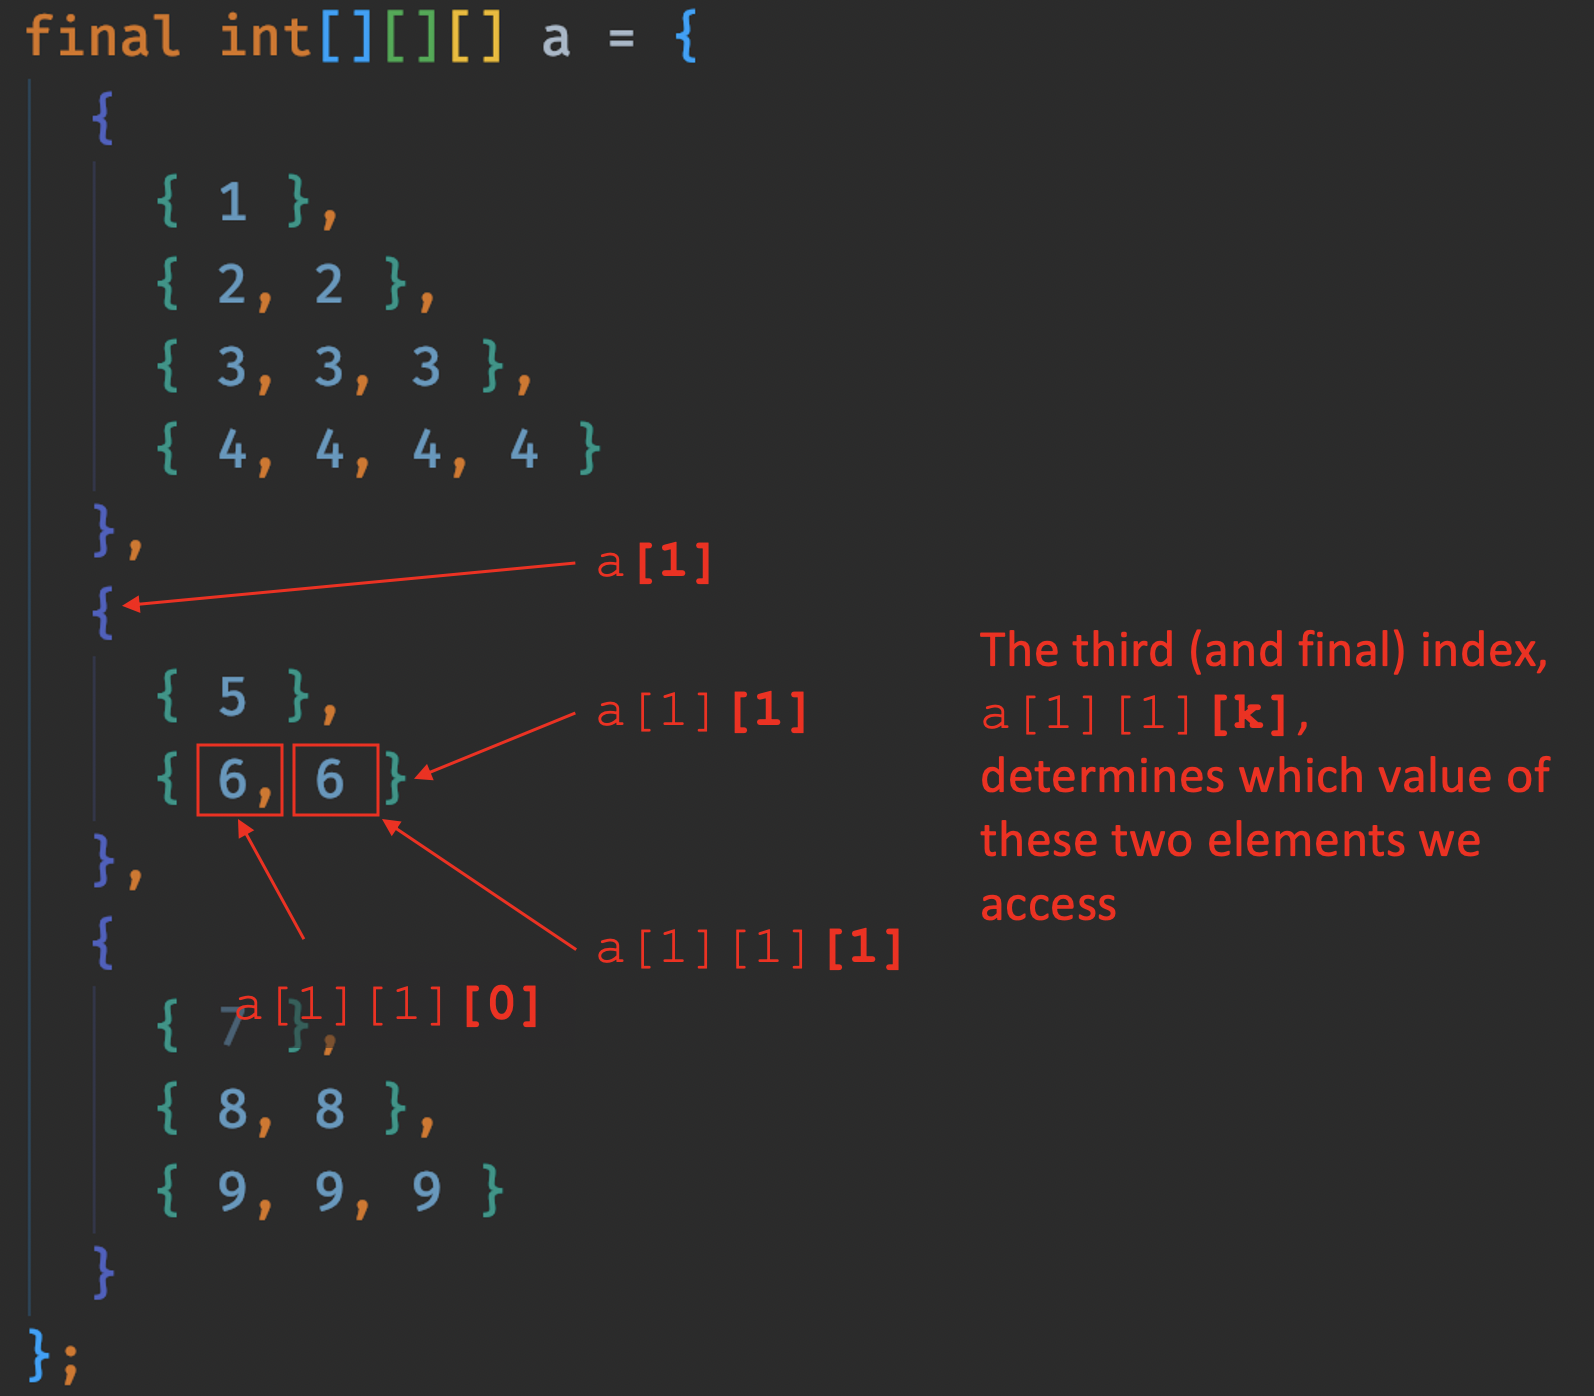 final int[][][] a = {
{
{ 1 },
{ 2, 2 },
{ 3, 3, 3 },
{ 4, 4, 4, 4 }
},
a[1]
{
{ 5 },
a[1][1]
{ 6, 6 }
},
{
a[1][1][1]
a[1][1][0]
{ 7 },
{ 8, 8 },
{ 9, 9, 9 }
}
};
The third (and final) index,
a[1][1][k],
determines which value of
these two elements we
access